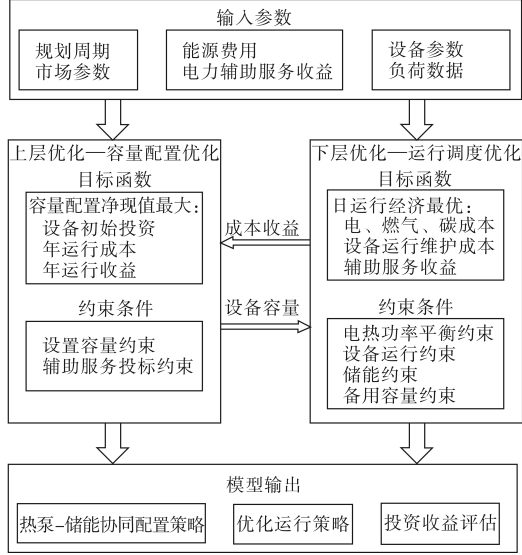 输入参数
规划周期
市场参数
能源费用
电力辅助服务收益
设备参数
负荷数据
上层优化—容量配置优化
目标函数
容量配置净现值最大：
设备初始投资
年运行成本
年运行收益
约束条件
设置容量约束
辅助服务投标约束
成本收益
设备容量
下层优化—运行调度优化
目标函数
日运行经济最优：
电、燃气、碳成本
设备运行维护成本
辅助服务收益
约束条件
电热功率平衡约束
设备运行约束
储能约束
备用容量约束
模型输出
热泵-储能协同配置策略
优化运行策略
投资收益评估